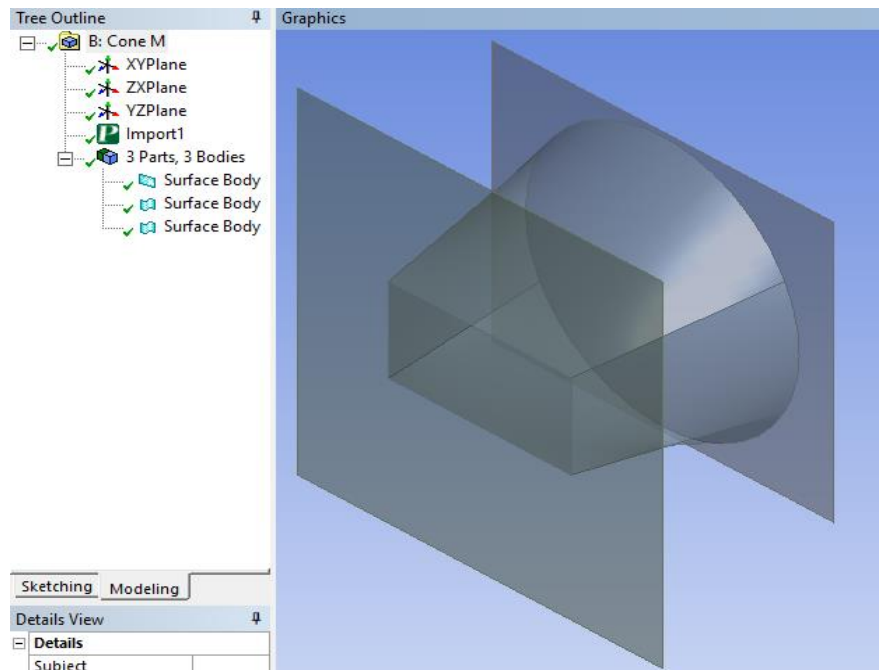 Tree Outline
Graphics
B: Cone M
XYPlane
ZXPlane
YZPlane
Import1
3 Parts, 3 Bodies
Surface Body
Surface Body
Surface Body
Sketching Modeling
Details View
Details
Subject